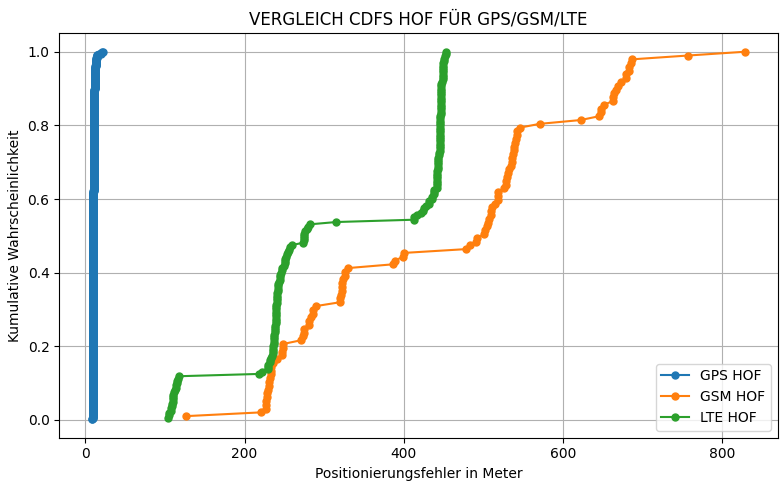 VERGLEICH CDFS HOF FÜR GPS/GSM/LTE
Kumulative Wahrscheinlichkeit
1.0
0.8
0.6
0.4
0.2
0.0
GPS HOF
GSM HOF
LTE HOF
0 200 400 600 800
Positionierungsfehler in Meter